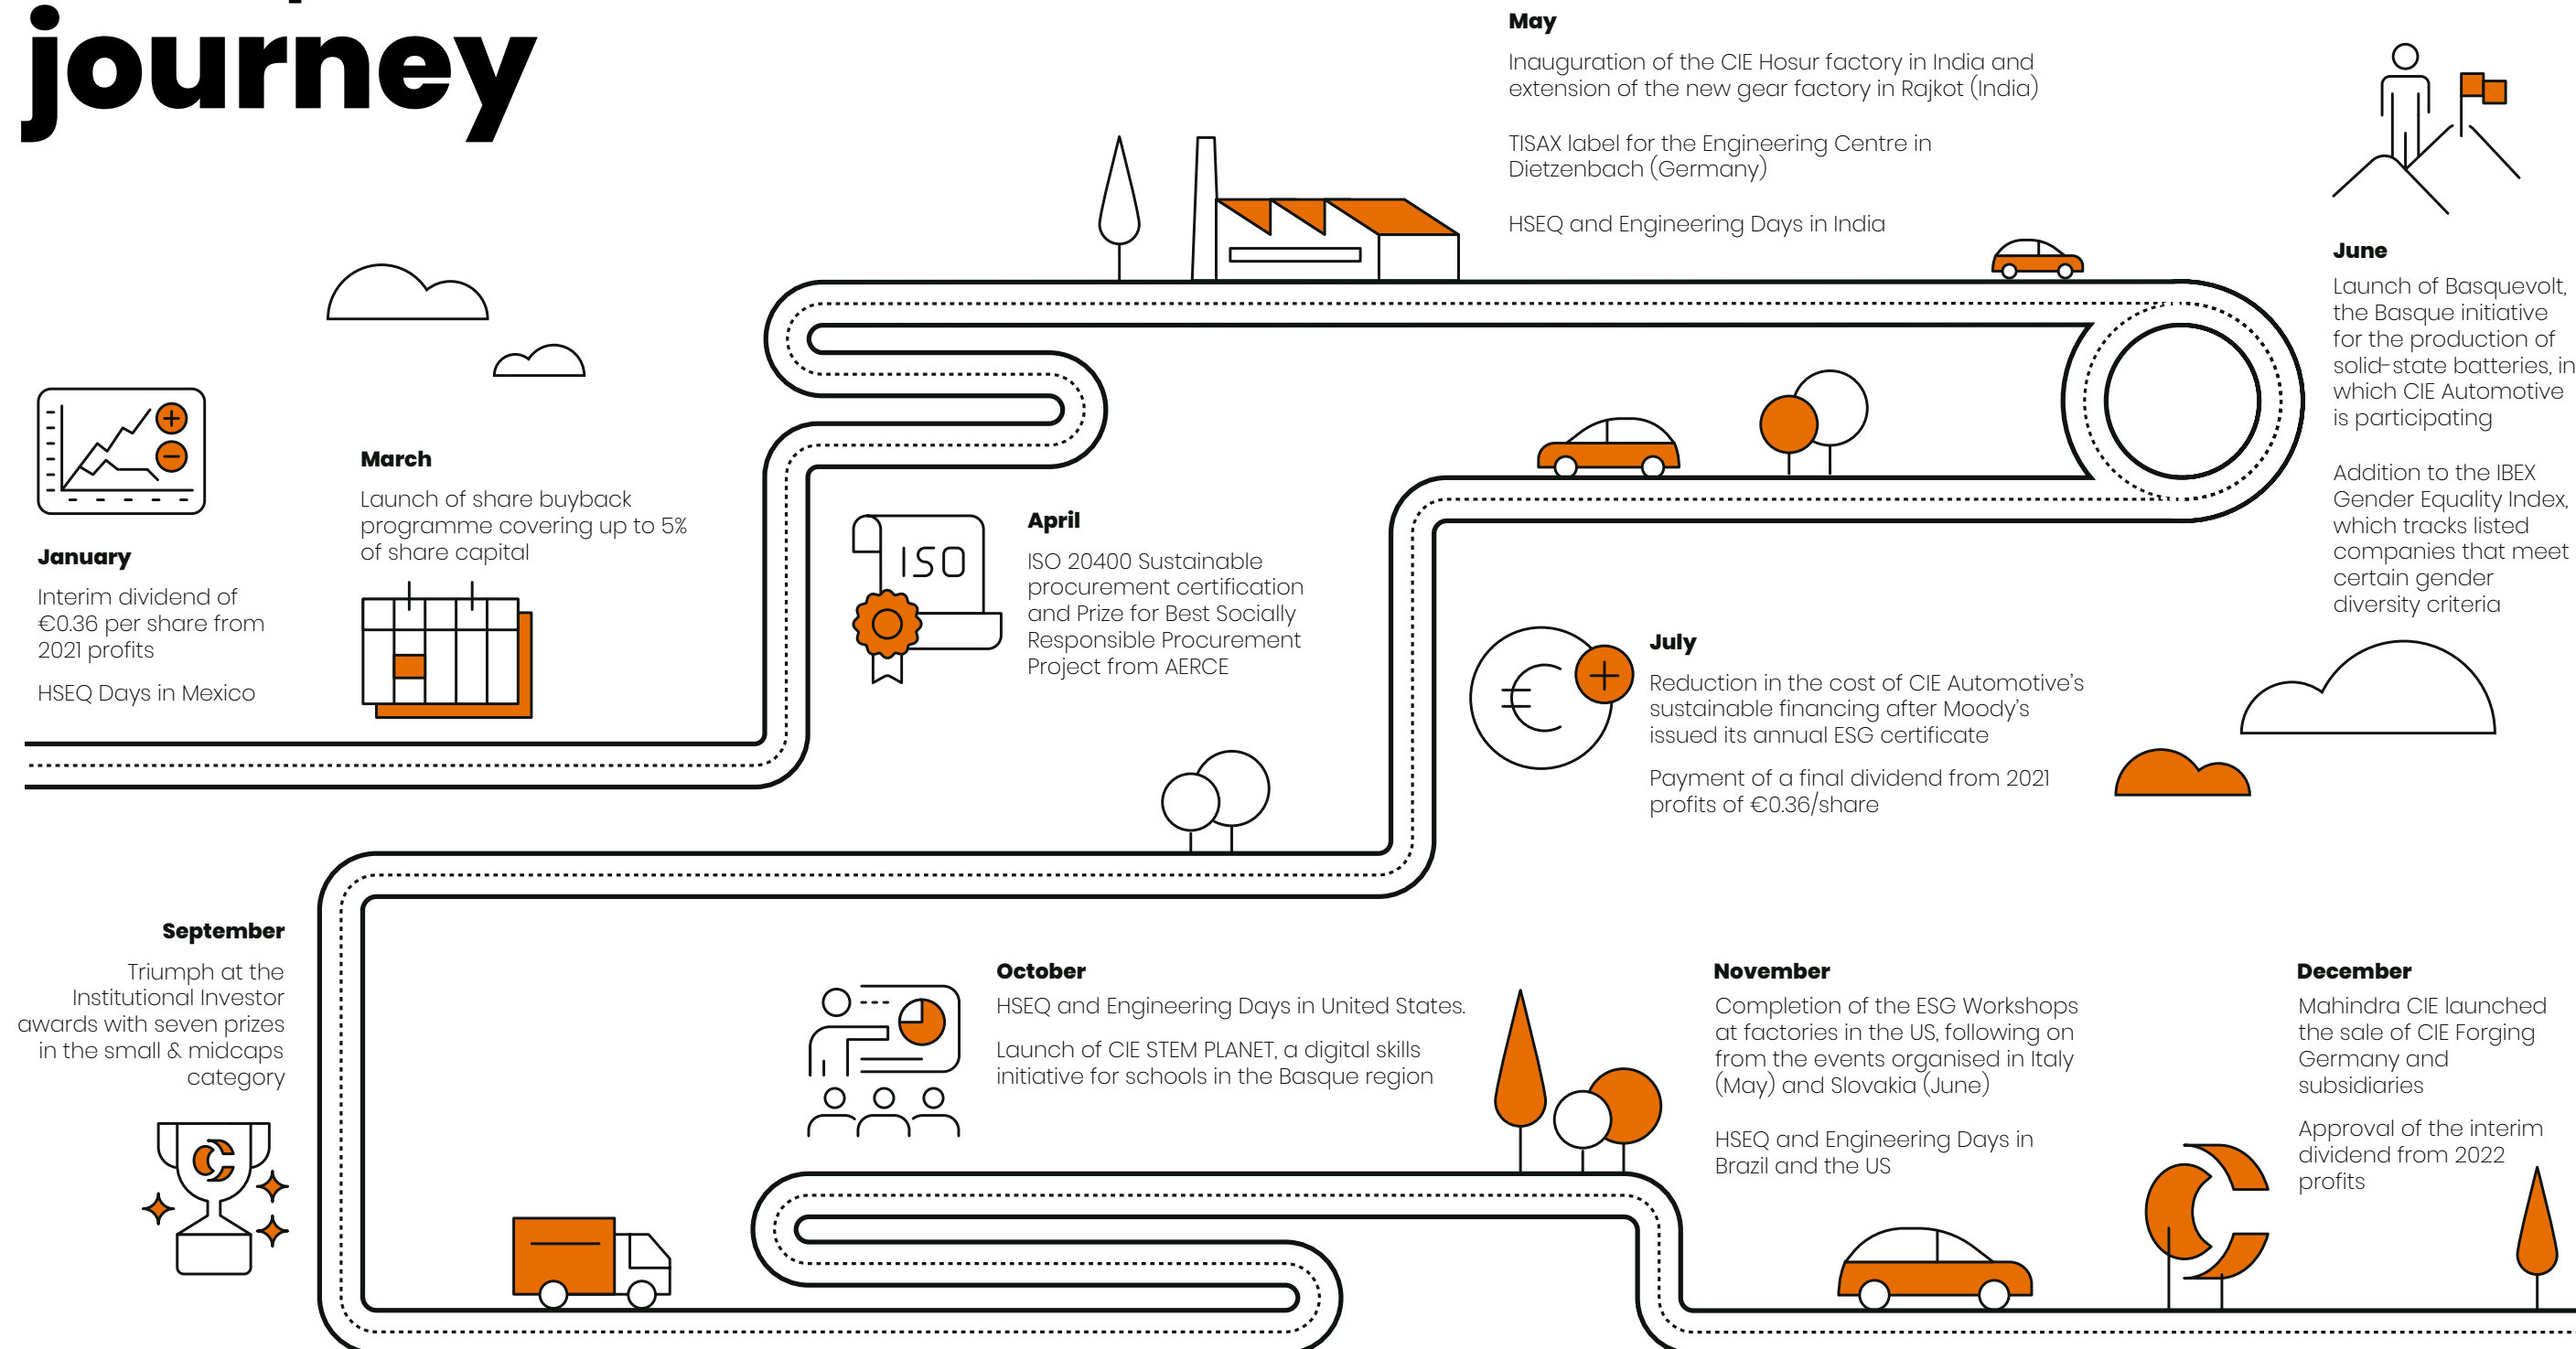 journey
January
Interim dividend of
€0.36 per share from
2021 profits
HSEQ Days in Mexico
March
Launch of share buyback
programme covering up to 5%
of share capital
ISO
April
ISO 20400 Sustainable
procurement certification
and Prize for Best Socially
Responsible Procurement
Project from AERCE
May
Inauguration of the CIE Hosur factory in India and
extension of the new gear factory in Rajkot (India)
TISAX label for the Engineering Centre in
Dietzenbach (Germany)
HSEQ and Engineering Days in India
June
Launch of Basquevolt,
the Basque initiative
for the production of
solid-state batteries, in
which CIE Automotive
is participating
Addition to the IBEX
Gender Equality Index,
which tracks listed
companies that meet
certain gender
diversity criteria
€
July
Reduction in the cost of CIE Automotive’s
sustainable financing after Moody’s
issued its annual ESG certificate
Payment of a final dividend from 2021
profits of €0.36/share
September
Triumph at the
Institutional Investor
awards with seven prizes
in the small & midcaps
category
October
HSEQ and Engineering Days in United States.
Launch of CIE STEM PLANET, a digital skills
initiative for schools in the Basque region
November
Completion of the ESG Workshops
at factories in the US, following on
from the events organised in Italy
(May) and Slovakia (June)
HSEQ and Engineering Days in
Brazil and the US
December
Mahindra CIE launched
the sale of CIE Forging
Germany and
subsidiaries
Approval of the interim
dividend from 2022
profits